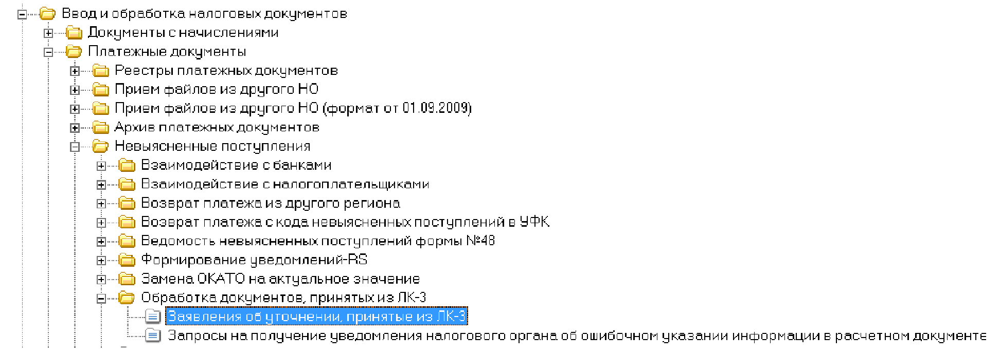 Ввод и обработка налоговых документов
Документы с начислениями
Платежные документы
Реестры платежных документов
Прием файлов из другого НО
Прием файлов из другого НО (формат от 01.09.2009)
Архив платежных документов
Невыясненные поступления
Взаимодействие с банками
Взаимодействие с налогоплательщиками
Возврат платежа из другого региона
Возврат платежа с кода невыясненных поступлений в УФК
Ведомость невыясненных поступлений формы №48
Формирование уведомлений-RS
Замена ОКАТО на актуальное значение
Обработка документов, принятых из ЛК-3
Заявления об уточнении, принятые из ЛК-3
Запросы на получение уведомления налогового органа об ошибочном указании информации в расчетном документе